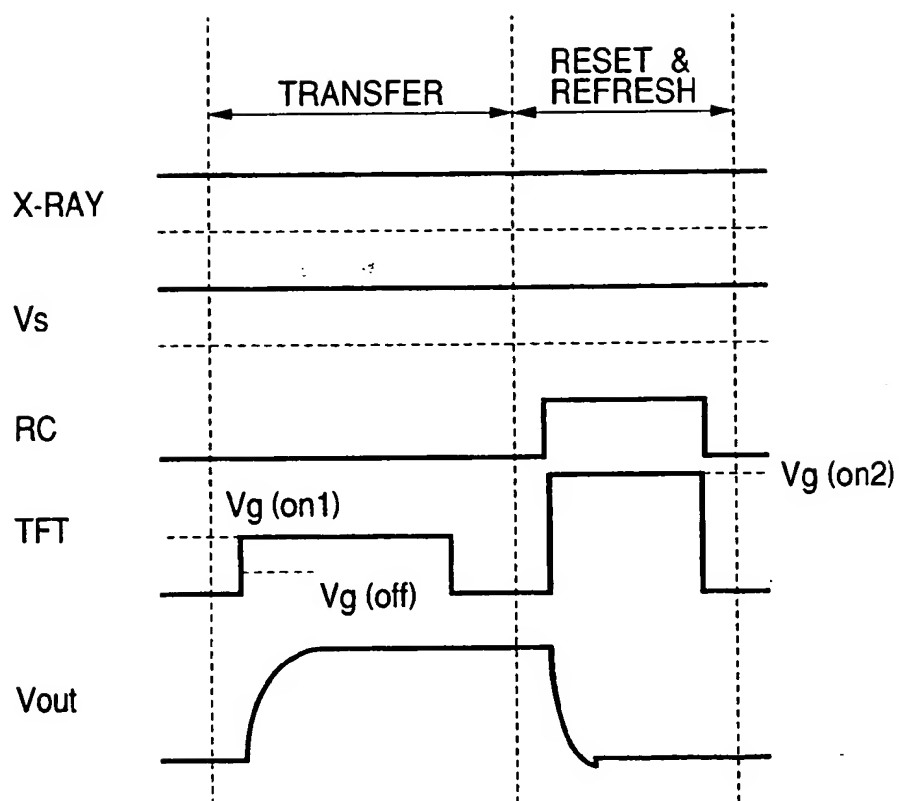 TRANSFER
RESET &
REFRESH
X-RAY
Vs
RC
Vg (on2)
Vg (on1)
TFT
Vg (off)
Vout